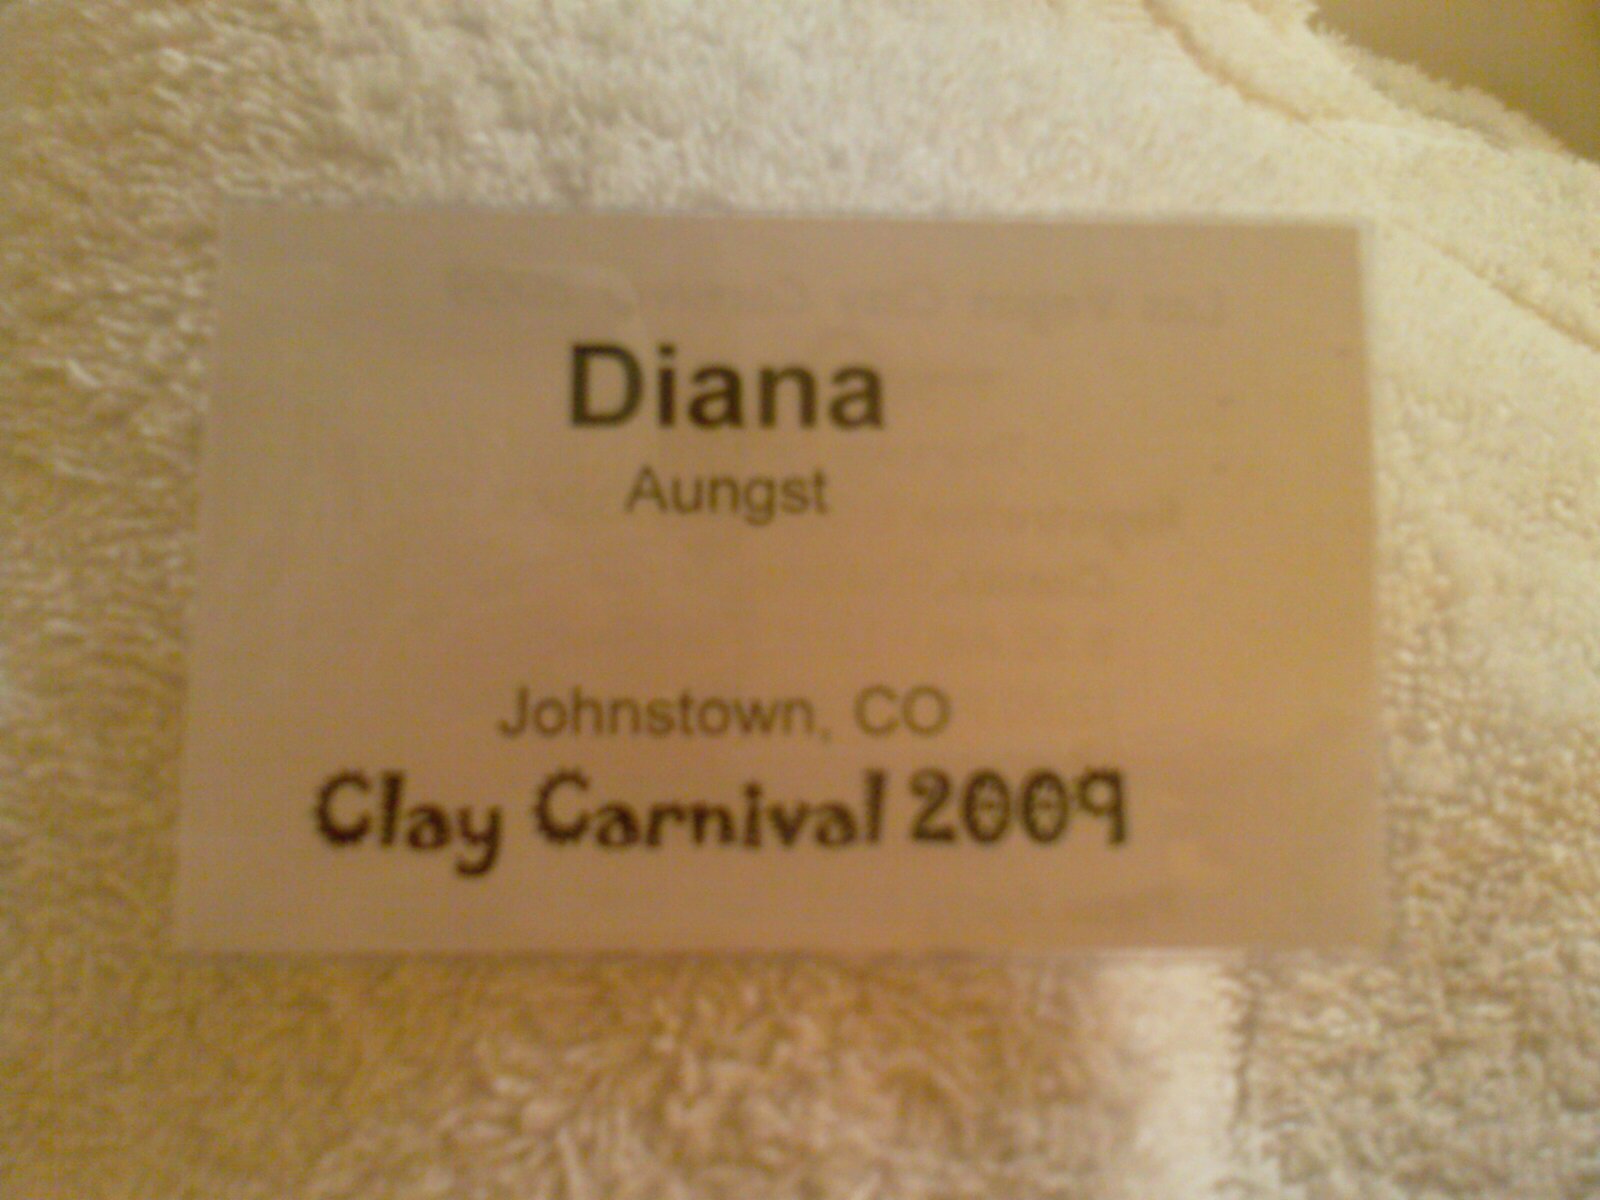 Diana
Aungst
Johnstown, CO
Clay Carnival 2009